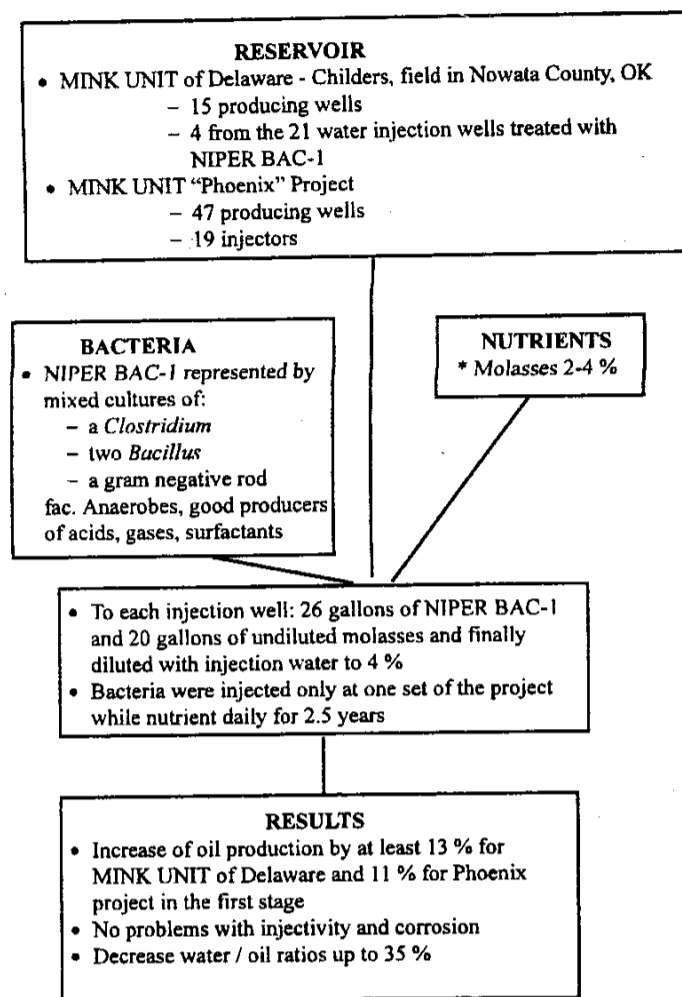 RESERVOIR
• MINK UNIT of Delaware - Childers, field in Nowata County, OK
– 15 producing wells
– 4 from the 21 water injection wells treated with
NIPER BAC-1
• MINK UNIT “Phoenix” Project
– 47 producing wells
– 19 injectors
BACTERIA
• NIPER BAC-1 represented by
mixed cultures of:
– a Clostridium
– two Bacillus
– a gram negative rod
fac. Anaerobes, good producers
of acids, gases, surfactants
NUTRIENTS
* Molasses 2-4 %
• To each injection well: 26 gallons of NIPER BAC-1
and 20 gallons of undiluted molasses and finally
diluted with injection water to 4 %
• Bacteria were injected only at one set of the project
while nutrient daily for 2.5 years
RESULTS
• Increase of oil production by at least 13 % for
MINK UNIT of Delaware and 11 % for Phoenix
project in the first stage
• No problems with injectivity and corrosion
• Decrease water / oil ratios up to 35 %